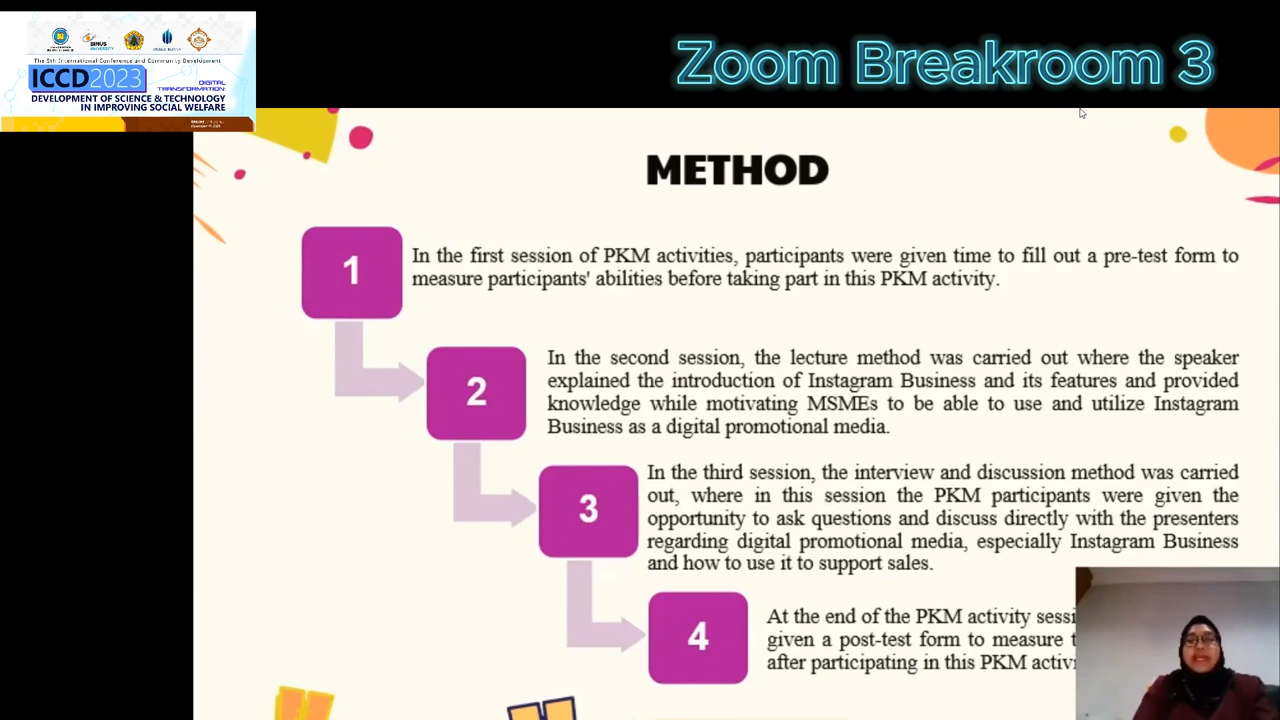 BINUS
UNIVERSITY
The 5th International Conference and Community Development
ICCD2023
DIGITAL
TRANSFORMATION:
DEVELOPMENT OF SCIENCE & TECHNOLOGY
IN IMPROVING SOCIAL WELFARE
Zoom Breakroom 3
METHOD
1
In the first session of PKM activities, participants were given time to fill out a pre-test form to
measure participants' abilities before taking part in this PKM activity.
2
In the second session, the lecture method was carried out where the speaker
explained the introduction of Instagram Business and its features and provided
knowledge while motivating MSMEs to be able to use and utilize Instagram
Business as a digital promotional media.
3
In the third session, the interview and discussion method was carried
out, where in this session the PKM participants were given the
opportunity to ask questions and discuss directly with the presenters
regarding digital promotional media, especially Instagram Business
and how to use it to support sales.
4
At the end of the PKM activity sessi
given a post-test form to measure t
after participating in this PKM activi